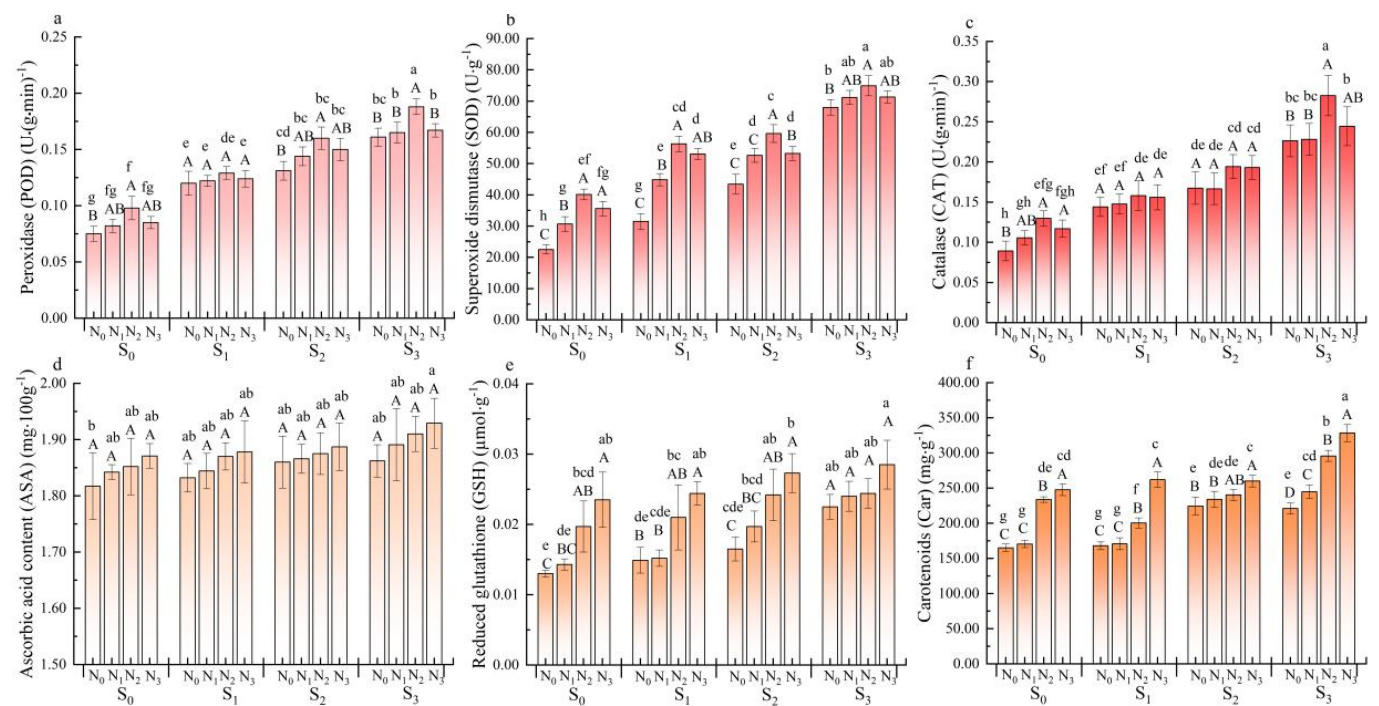 a
Peroxidase (POD) (U·(g·min)⁻¹)
0.25
0.20
0.15
0.10
0.05
0.00
g fg f fg e e de e cd bc bc bc bc b a b
B AB A AB A A A A B AB A AB B B A B
N₀ N₁ N₂ N₃ N₀ N₁ N₂ N₃ N₀ N₁ N₂ N₃ N₀ N₁ N₂ N₃
S₀ S₁ S₂ S₃
b
Superoxide dismutase (SOD) (U·g⁻¹)
90.00
80.00
70.00
60.00
50.00
40.00
30.00
20.00
10.00
0.00
h g ef fg g e cd d e d c d b ab a ab
C B A A C B A AB C C A B B AB A AB
N₀ N₁ N₂ N₃ N₀ N₁ N₂ N₃ N₀ N₁ N₂ N₃ N₀ N₁ N₂ N₃
S₀ S₁ S₂ S₃
c
Catalase (CAT) (U·(g·min)⁻¹)
0.35
0.30
0.25
0.20
0.15
0.10
0.05
0.00
h gh efg fgh ef ef de de de de cd cd bc bc a b
B AB A A A A A A A A A A B B A AB
N₀ N₁ N₂ N₃ N₀ N₁ N₂ N₃ N₀ N₁ N₂ N₃ N₀ N₁ N₂ N₃
S₀ S₁ S₂ S₃
d
Ascorbic acid content (ASA) (mg·100g⁻¹)
2.00
1.90
1.80
1.70
1.60
1.50
b ab ab ab ab ab ab ab ab ab ab ab ab ab ab a
A A A A A A A A A A A A A A A A
N₀ N₁ N₂ N₃ N₀ N₁ N₂ N₃ N₀ N₁ N₂ N₃ N₀ N₁ N₂ N₃
S₀ S₁ S₂ S₃
e
Reduced glutathione (GSH) (μmol·g⁻¹)
0.04
0.03
0.02
0.01
0.00
e de bcd ab de cde bc ab cde bcd ab b ab ab ab a
C BC AB A B B AB A C BC AB A A A A A
N₀ N₁ N₂ N₃ N₀ N₁ N₂ N₃ N₀ N₁ N₂ N₃ N₀ N₁ N₂ N₃
S₀ S₁ S₂ S₃
f
Carotenoids (Car) (mg·g⁻¹)
400.00
350.00
300.00
250.00
200.00
150.00
100.00
50.00
0.00
g g de cd g g f c e de de c e cd b a
C C B A C C B A B B AB A D C B A
N₀ N₁ N₂ N₃ N₀ N₁ N₂ N₃ N₀ N₁ N₂ N₃ N₀ N₁ N₂ N₃
S₀ S₁ S₂ S₃